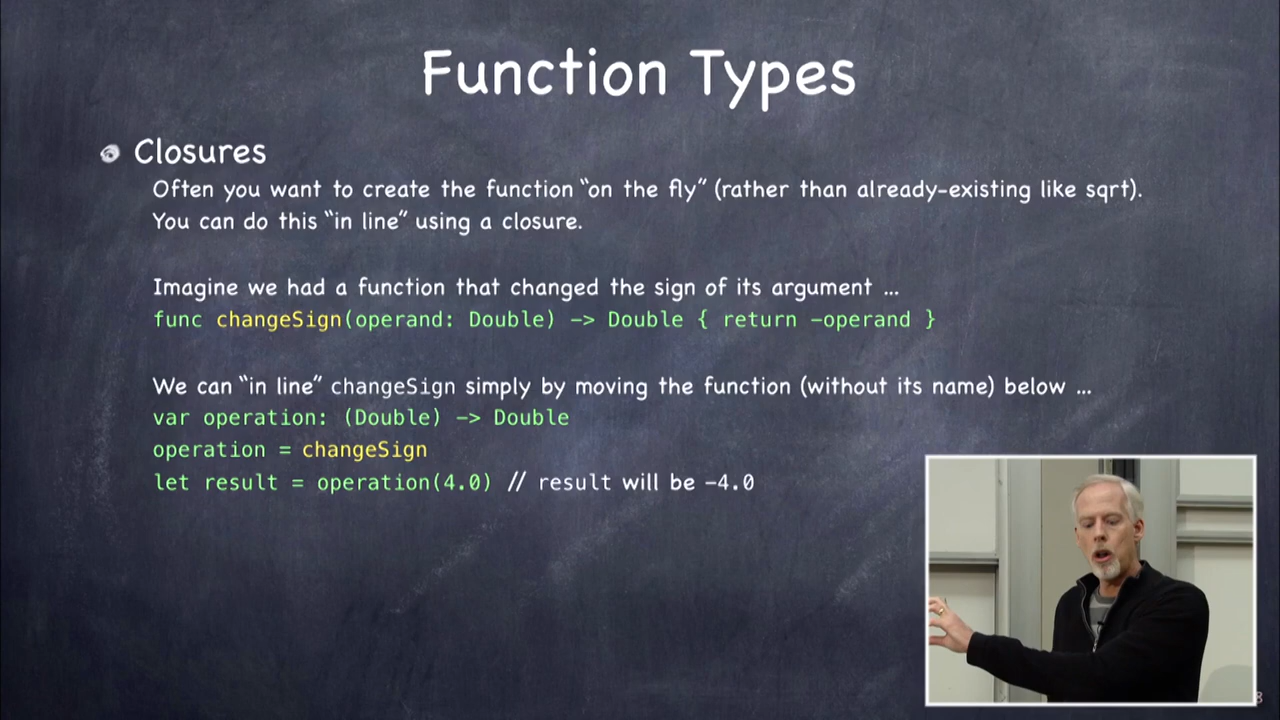 Function Types
Closures
Often you want to create the function “on the fly” (rather than already-existing like sqrt).
You can do this “in line” using a closure.
Imagine we had a function that changed the sign of its argument ...
func changeSign(operand: Double) -> Double { return -operand }
We can “in line” changeSign simply by moving the function (without its name) below ...
var operation: (Double) -> Double
operation = changeSign
let result = operation(4.0) // result will be -4.0